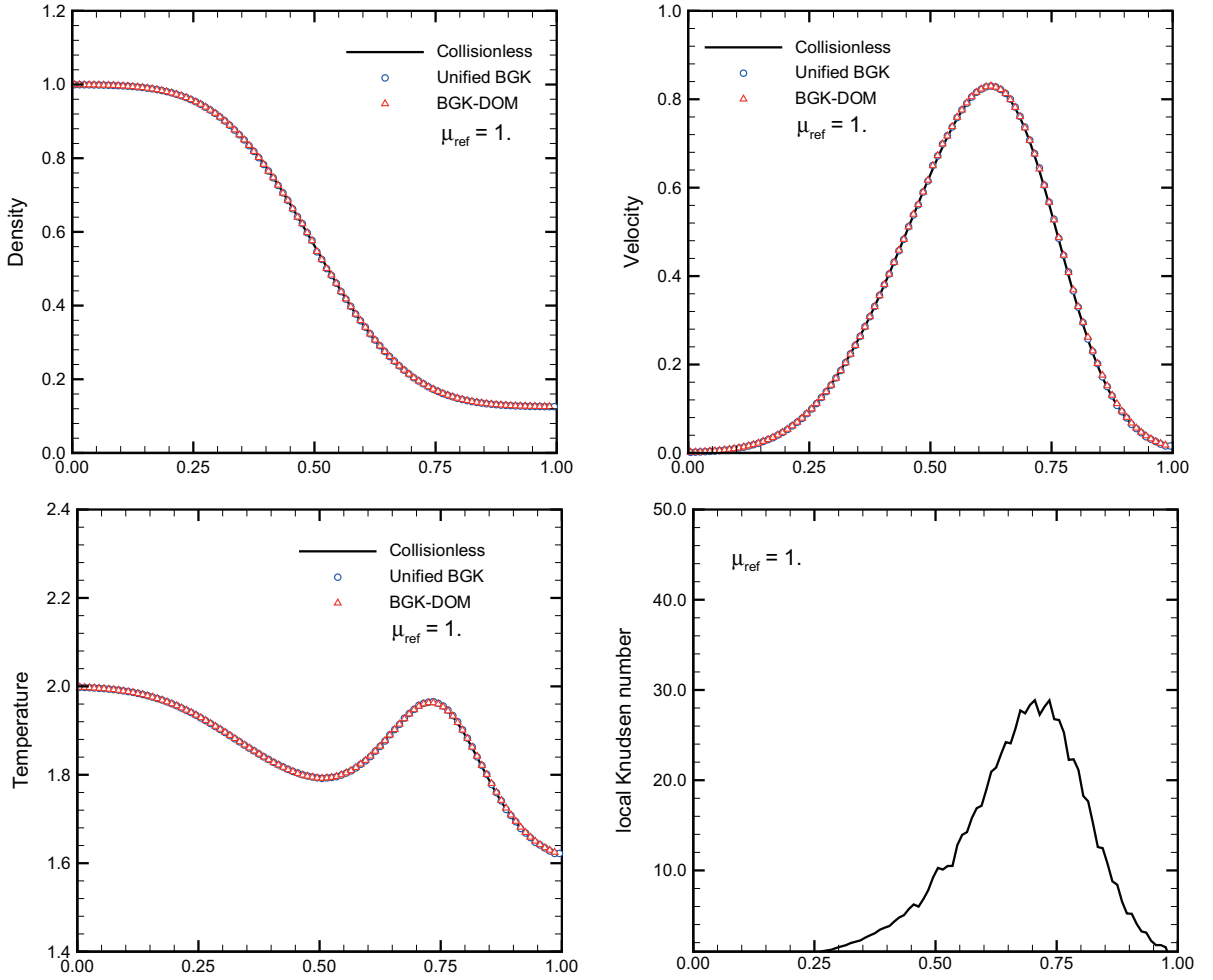 1.2
1.0
0.8
0.6
0.4
0.2
0.0
Density
Collisionless
Unified BGK
BGK-DOM
μref = 1.
0.00 0.25 0.50 0.75 1.00
1.0
0.8
0.6
0.4
0.2
0.0
Velocity
Collisionless
Unified BGK
BGK-DOM
μref = 1.
0.00 0.25 0.50 0.75 1.00
2.4
2.2
2.0
1.8
1.6
1.4
Temperature
Collisionless
Unified BGK
BGK-DOM
μref = 1.
0.00 0.25 0.50 0.75 1.00
50.0
40.0
30.0
20.0
10.0
local Knudsen number
μref = 1.
0.00 0.25 0.50 0.75 1.00